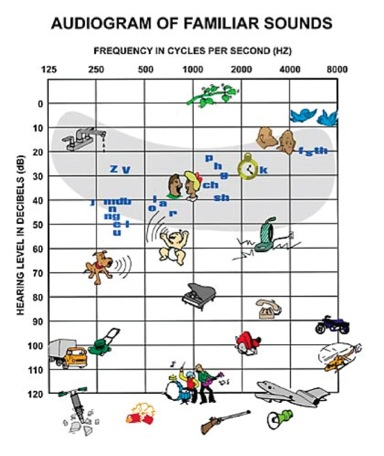 AUDIOGRAM OF FAMILIAR SOUNDS
FREQUENCY IN CYCLES PER SECOND (HZ)
125 250 500 1000 2000 4000 8000
HEARING LEVEL IN DECIBELS (dB)
0
10
20
30
40
50
60
70
80
90
100
110
120
z v
p
h
g
ch
sh
k
f s th
j mdb
n
ng
e l
u
i a
o
r